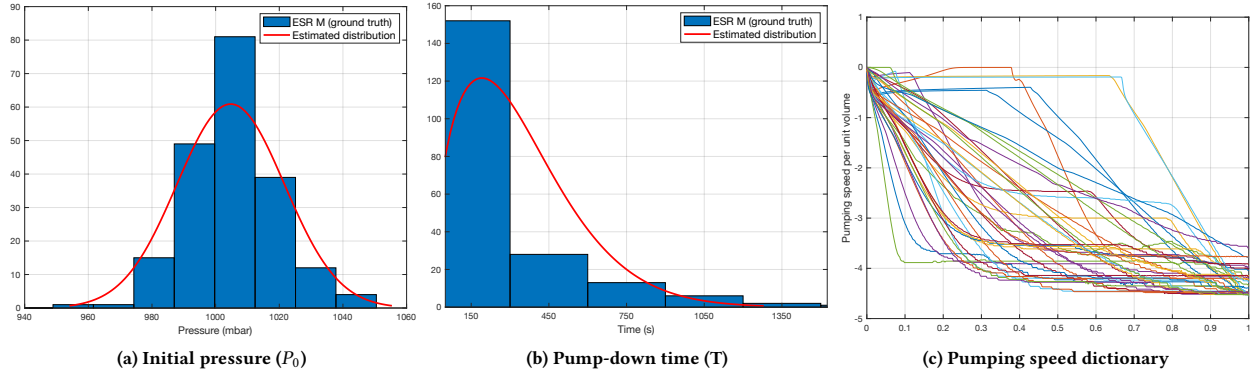 90
80
70
60
50
40
30
20
10
0
ESR M (ground truth)
Estimated distribution
940 960 980 1000 1020 1040 1060
Pressure (mbar)
(a) Initial pressure (P₀)
160
140
120
100
80
60
40
20
0
ESR M (ground truth)
Estimated distribution
150 450 750 1050 1350
Time (s)
(b) Pump-down time (T)
Pumping speed per unit volume
1
0
-1
-2
-3
-4
-5
0 0.1 0.2 0.3 0.4 0.5 0.6 0.7 0.8 0.9 1
(c) Pumping speed dictionary